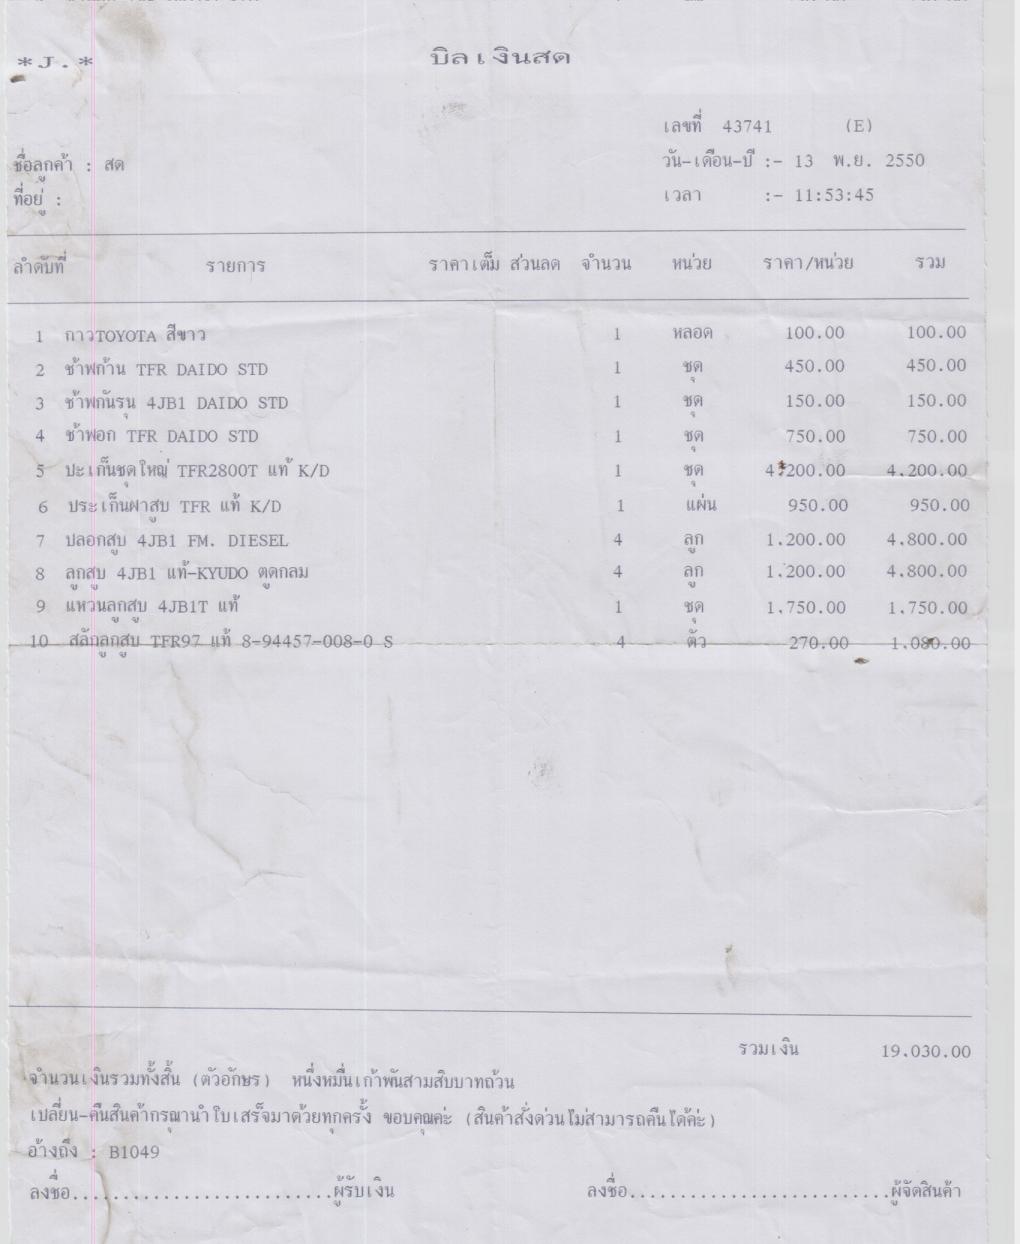 *J.*
บิลเงินสด
เลขที่ 43741 (E)
ชื่อลูกค้า : สด
วัน-เดือน-ปี :- 13 พ.ย. 2550
ที่อยู่ :
เวลา :- 11:53:45
ลำดับที่ รายการ ราคาเต็ม ส่วนลด จำนวน หน่วย ราคา/หน่วย รวม
1 กาวTOYOTA สีขาว 1 หลอด 100.00 100.00
2 ช้าฟก้าน TFR DAIDO STD 1 ชุด 450.00 450.00
3 ช้าฟกันรุน 4JB1 DAIDO STD 1 ชุด 150.00 150.00
4 ช้าฟอก TFR DAIDO STD 1 ชุด 750.00 750.00
5 ปะเก็นชุดใหญ่ TFR2800T แท้ K/D 1 ชุด 4,200.00 4,200.00
6 ประเก็นฝาสูบ TFR แท้ K/D 1 แผ่น 950.00 950.00
7 ปลอกสูบ 4JB1 FM. DIESEL 4 ลูก 1,200.00 4,800.00
8 ลูกสูบ 4JB1 แท้-KYUDO ตูดกลม 4 ลูก 1,200.00 4,800.00
9 แหวนลูกสูบ 4JB1T แท้ 1 ชุด 1,750.00 1,750.00
10 สลักลูกสูบ TFR97 แท้ 8-94457-008-0 S 4 ตัว 270.00 1,080.00
รวมเงิน 19,030.00
จำนวนเงินรวมทั้งสิ้น (ตัวอักษร) หนึ่งหมื่นเก้าพันสามสิบบาทถ้วน
เปลี่ยน-คืนสินค้ากรุณานำใบเสร็จมาด้วยทุกครั้ง ขอบคุณค่ะ (สินค้าสั่งด่วนไม่สามารถคืนได้ค่ะ)
อ้างถึง : B1049
ลงชื่อ..........................ผู้รับเงิน ลงชื่อ..........................ผู้จัดสินค้า